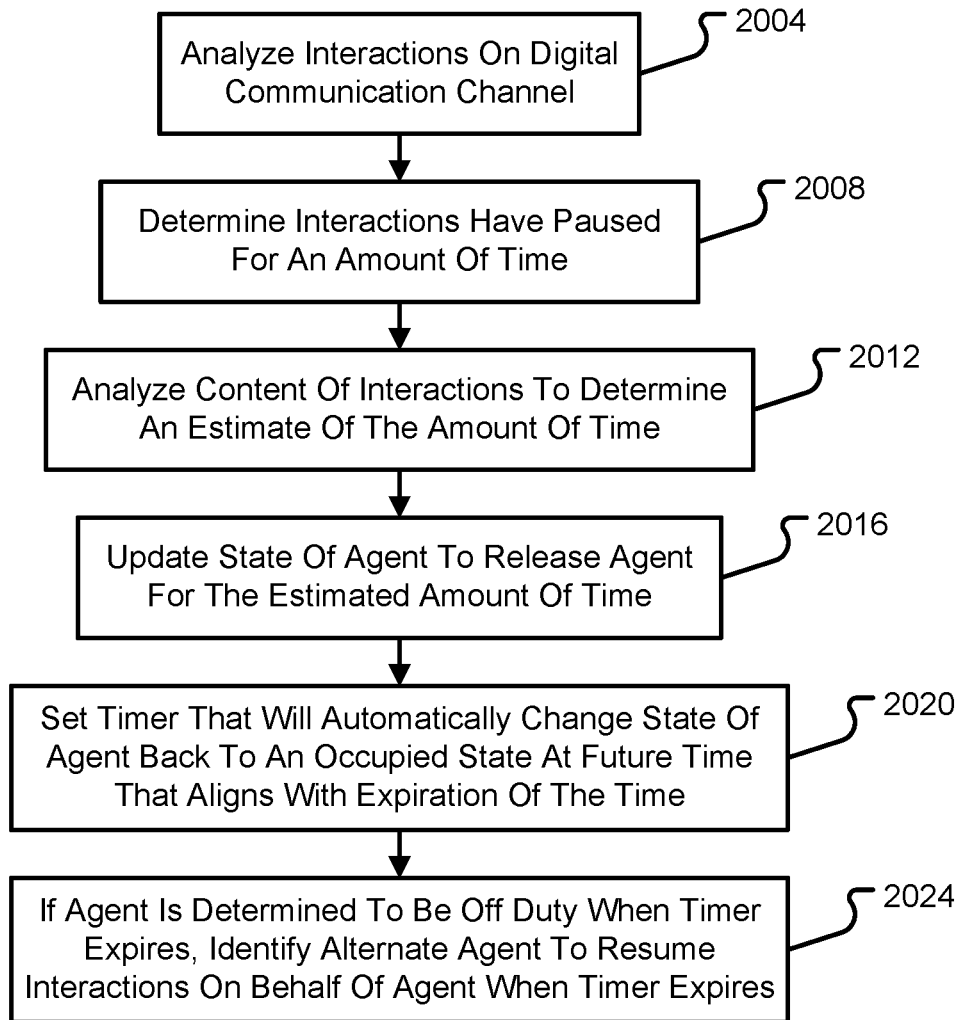 2004
Analyze Interactions On Digital
Communication Channel
2008
Determine Interactions Have Paused
For An Amount Of Time
2012
Analyze Content Of Interactions To Determine
An Estimate Of The Amount Of Time
2016
Update State Of Agent To Release Agent
For The Estimated Amount Of Time
2020
Set Timer That Will Automatically Change State Of
Agent Back To An Occupied State At Future Time
That Aligns With Expiration Of The Time
2024
If Agent Is Determined To Be Off Duty When Timer
Expires, Identify Alternate Agent To Resume
Interactions On Behalf Of Agent When Timer Expires